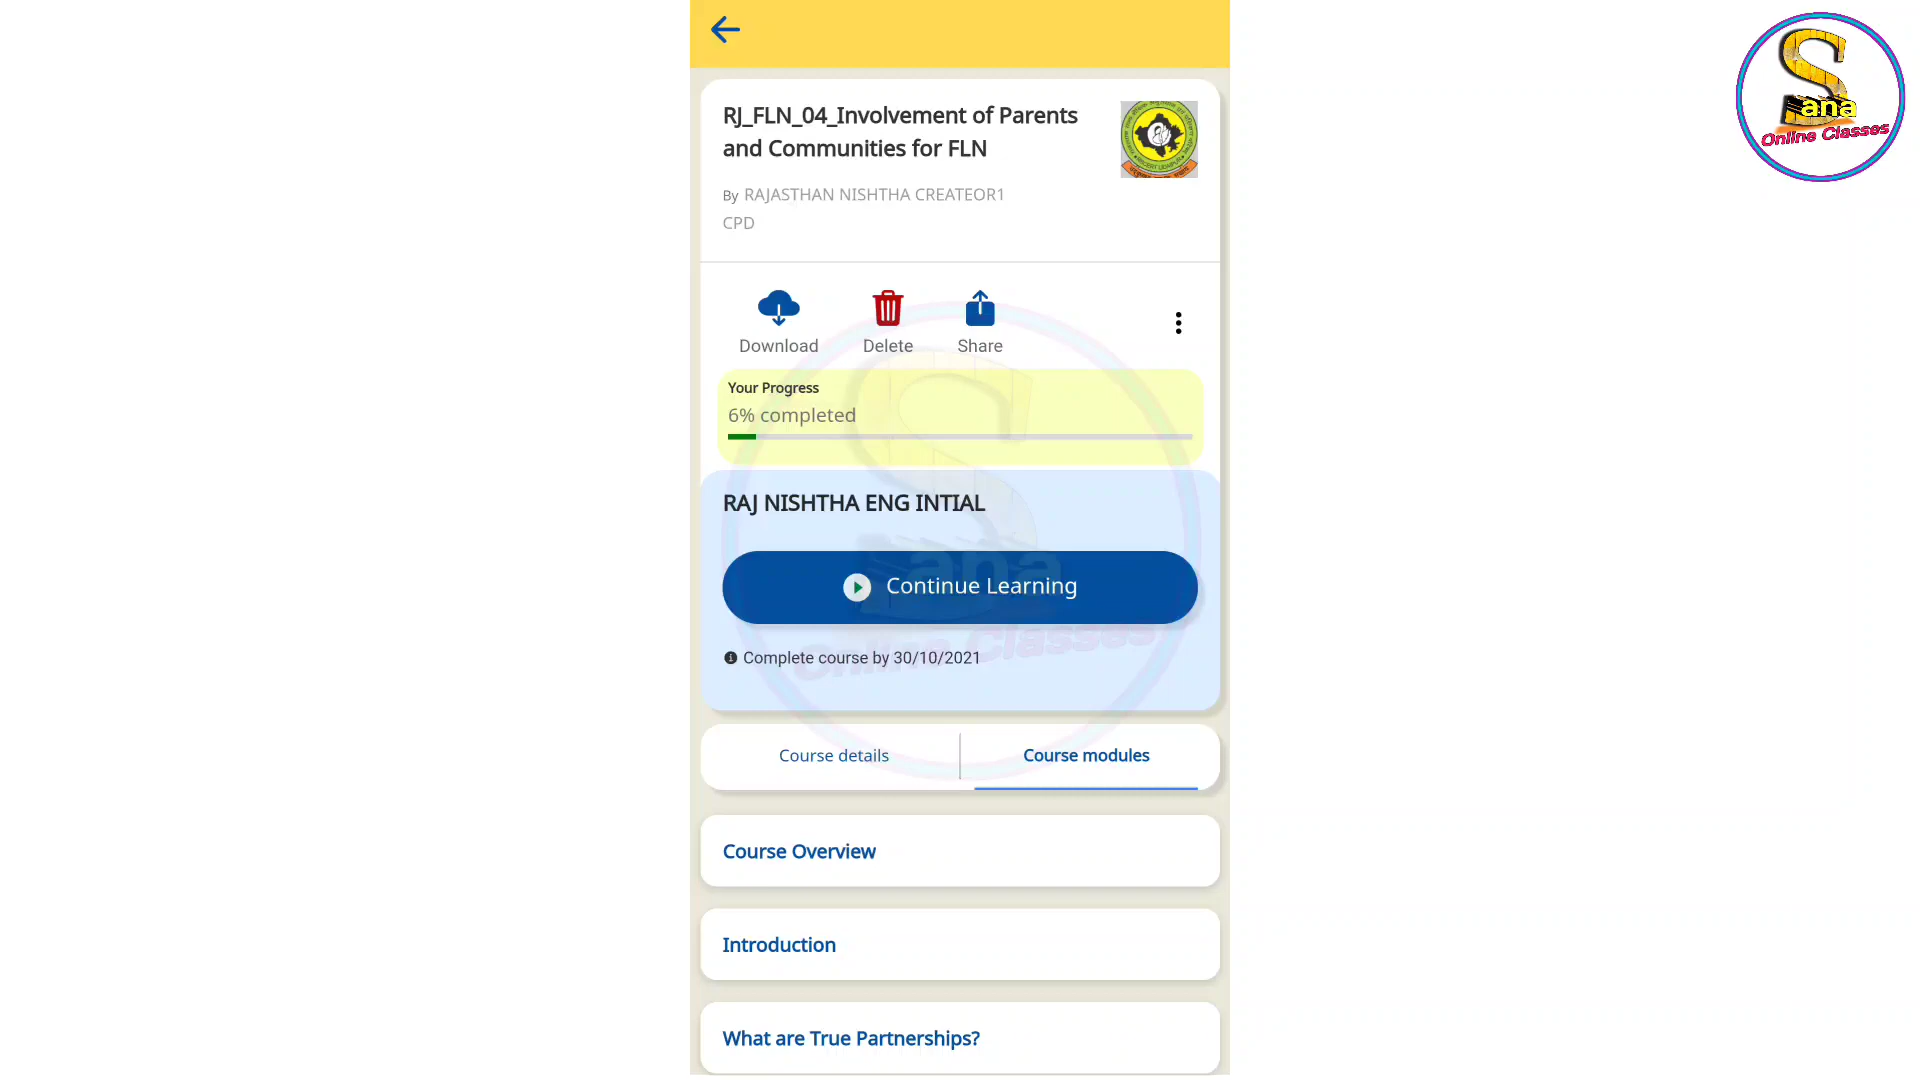 ana
Online Classes
RJ_FLN_04_Involvement of Parents
and Communities for FLN
By RAJASTHAN NISHTHA CREATEOR1
CPD
Download Delete Share
Your Progress
6% completed
RAJ NISHTHA ENG INTIAL
Continue Learning
Complete course by 30/10/2021
Course details Course modules
Course Overview
Introduction
What are True Partnerships?